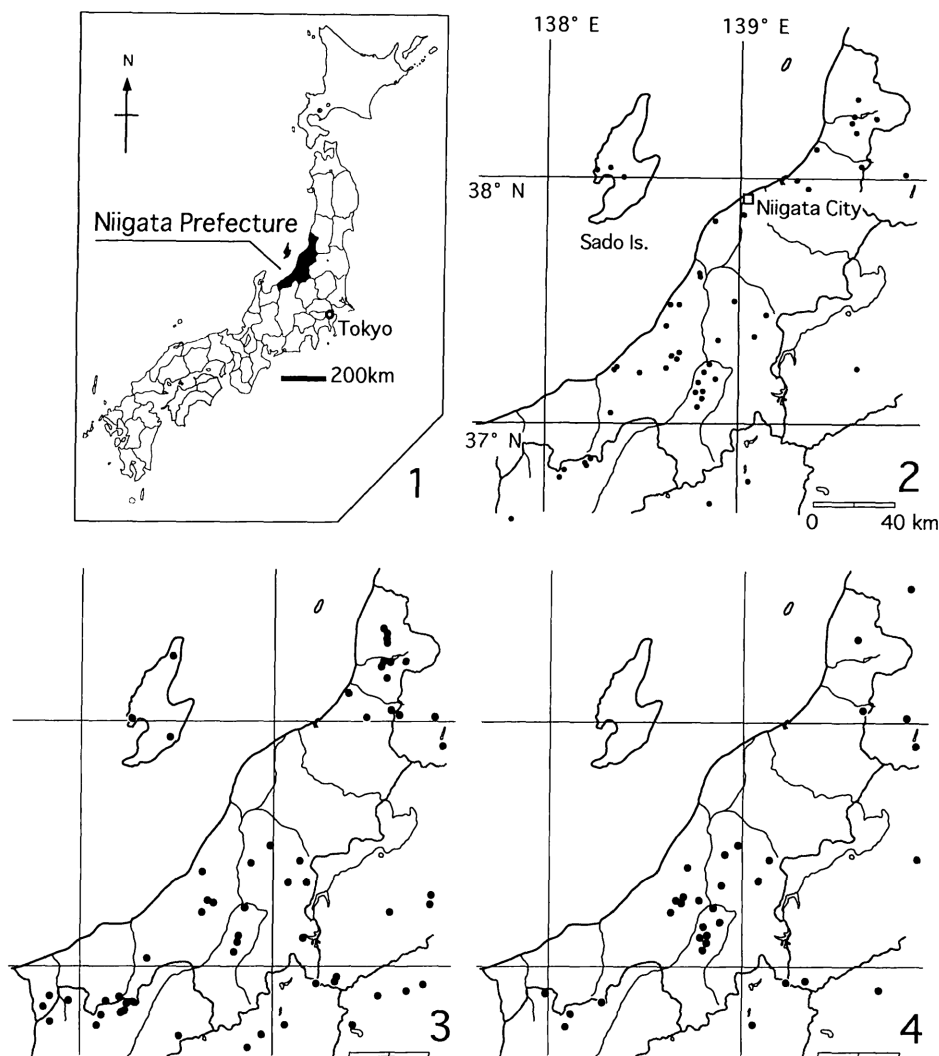 N
Niigata Prefecture
Tokyo
200km
1
138° E
139° E
38° N
Niigata City
Sado Is.
37° N
2
0
40 km
3
4